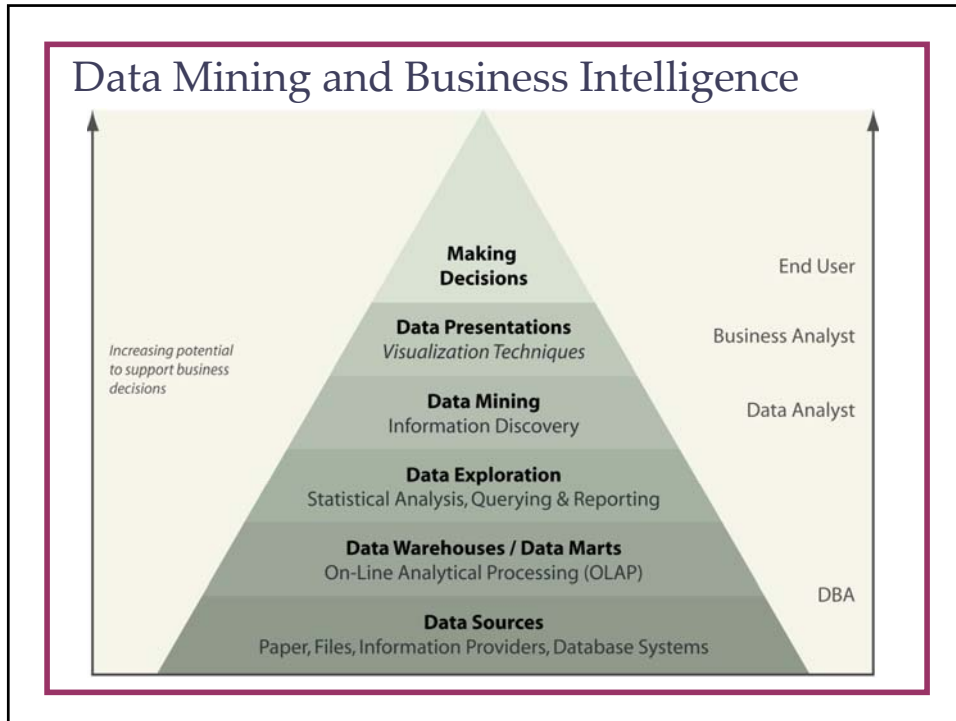 Data Mining and Business Intelligence
Making
Decisions
End User
Data Presentations
Visualization Techniques
Business Analyst
Increasing potential
to support business
decisions
Data Mining
Information Discovery
Data Analyst
Data Exploration
Statistical Analysis, Querying & Reporting
Data Warehouses / Data Marts
On-Line Analytical Processing (OLAP)
DBA
Data Sources
Paper, Files, Information Providers, Database Systems